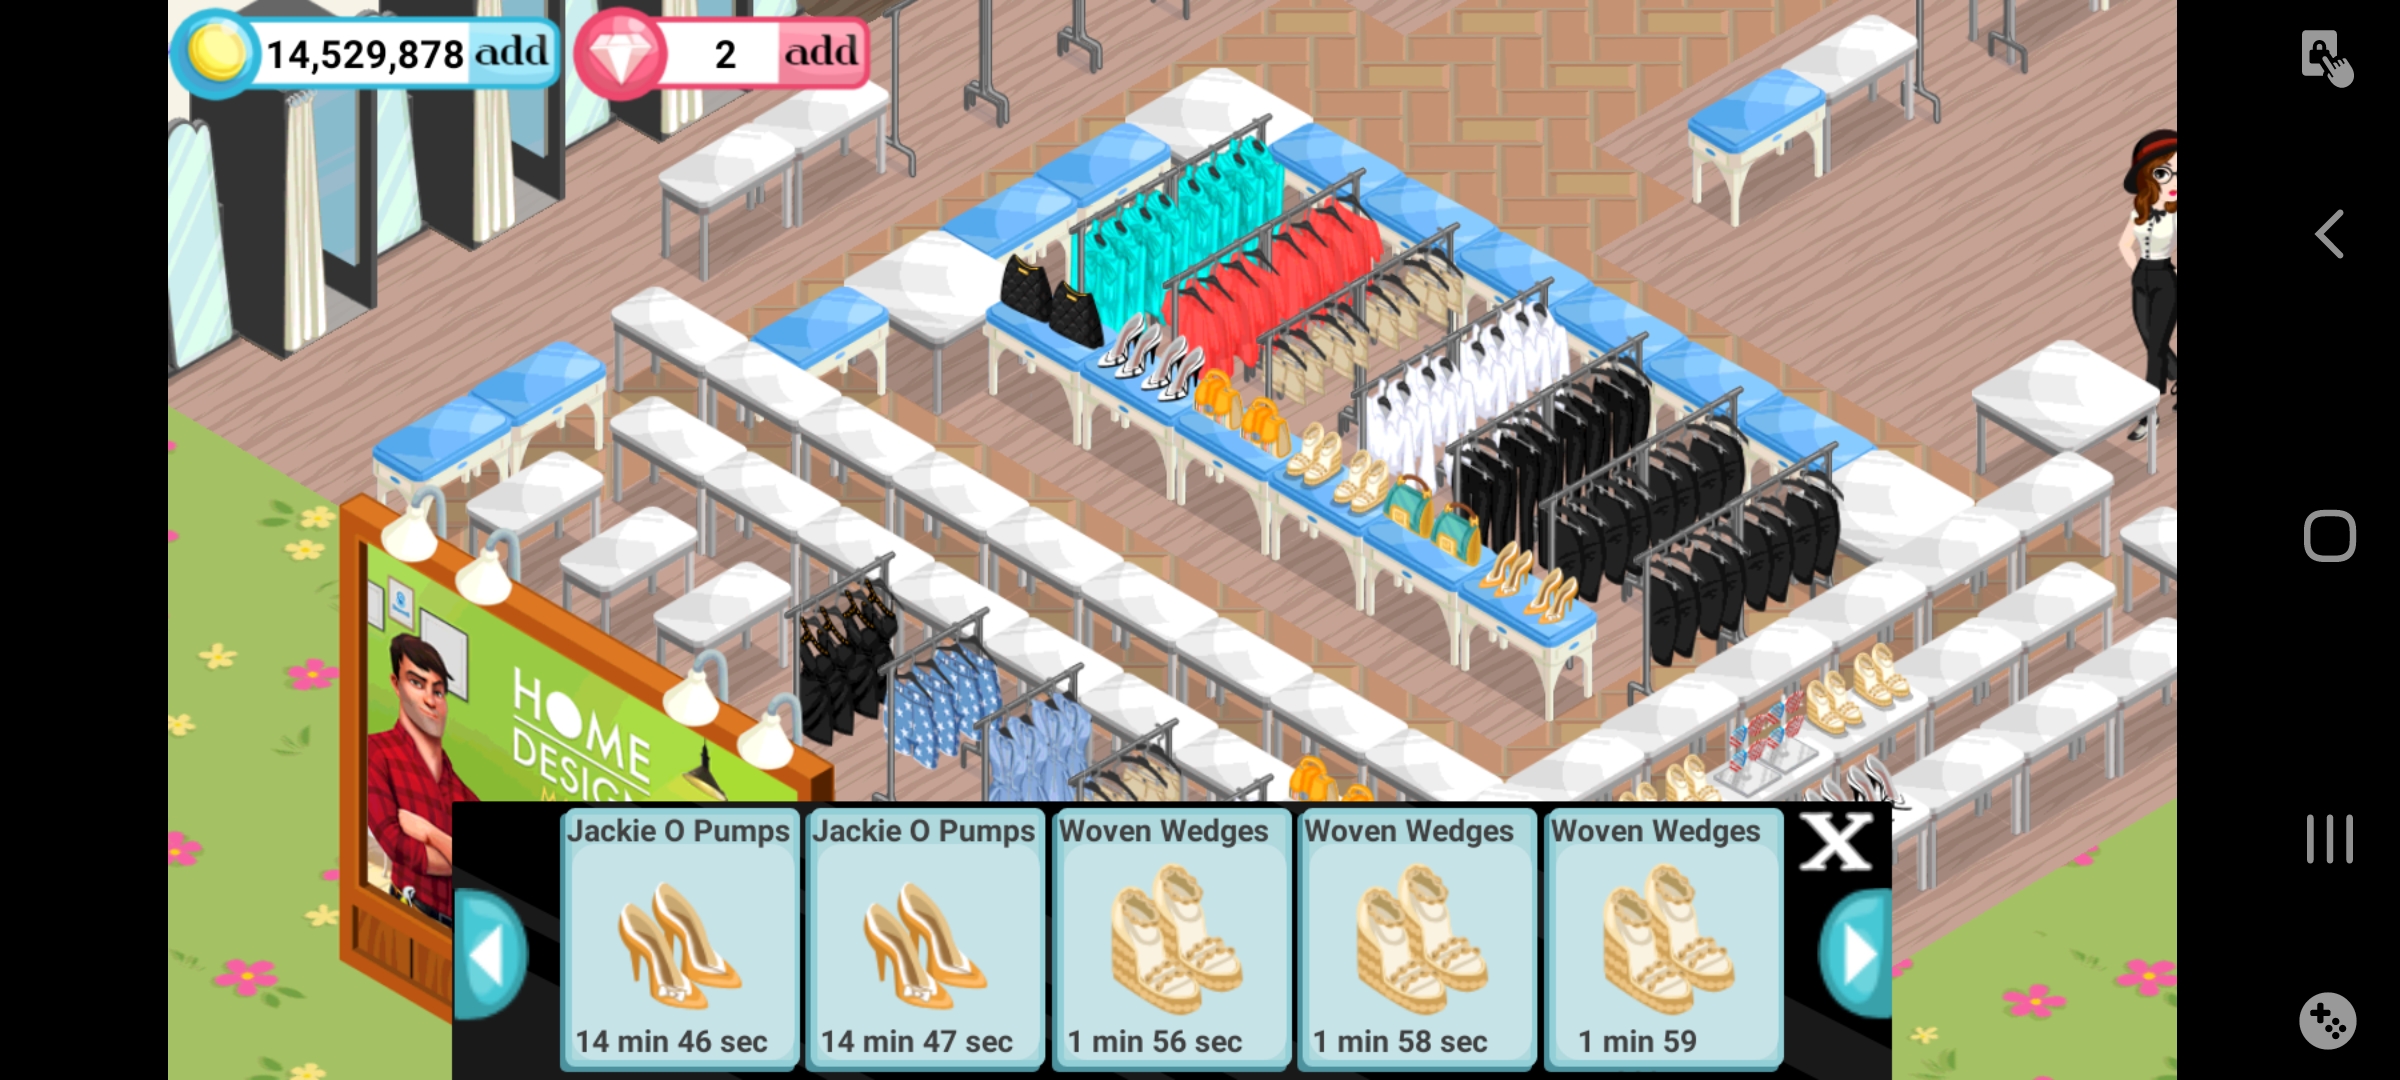 14,529,878 add 2 add
HOME
DESIGN
Jackie O Pumps
14 min 46 sec
Jackie O Pumps
14 min 47 sec
Woven Wedges
1 min 56 sec
Woven Wedges
1 min 58 sec
Woven Wedges
1 min 59
X